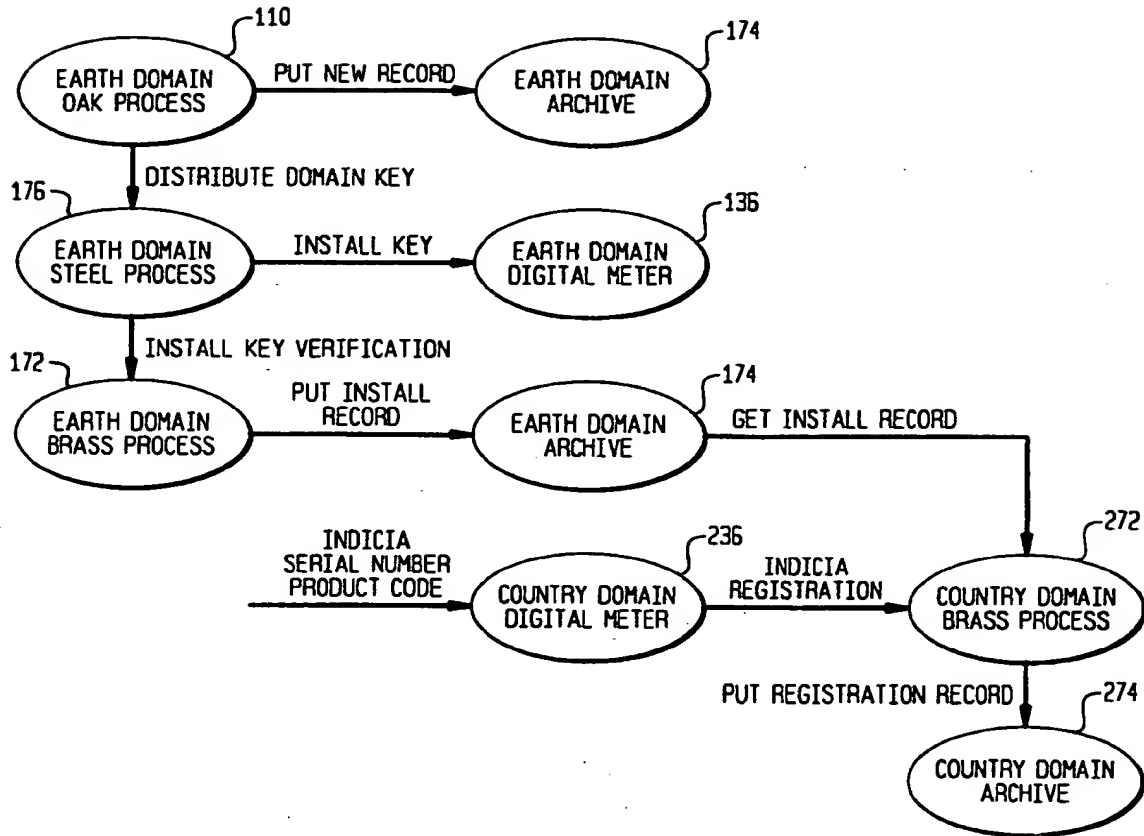 110
174
EARTH DOMAIN
OAK PROCESS
PUT NEW RECORD
EARTH DOMAIN
ARCHIVE
DISTRIBUTE DOMAIN KEY
176
136
EARTH DOMAIN
STEEL PROCESS
INSTALL KEY
EARTH DOMAIN
DIGITAL METER
INSTALL KEY VERIFICATION
172
174
EARTH DOMAIN
BRASS PROCESS
PUT INSTALL
RECORD
EARTH DOMAIN
ARCHIVE
GET INSTALL RECORD
INDICIA
SERIAL NUMBER
PRODUCT CODE
236
COUNTRY DOMAIN
DIGITAL METER
INDICIA
REGISTRATION
272
COUNTRY DOMAIN
BRASS PROCESS
PUT REGISTRATION RECORD
274
COUNTRY DOMAIN
ARCHIVE